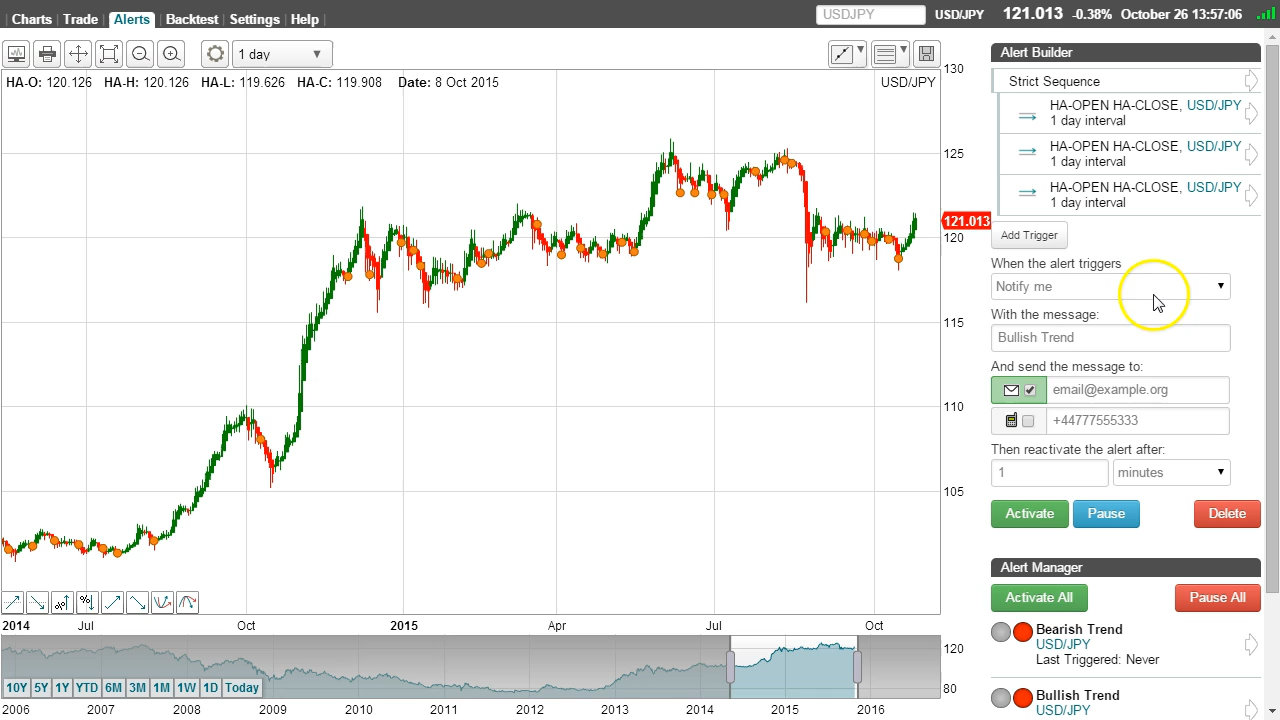 Charts Trade Alerts Backtest Settings Help USDJPY USD/JPY 121.013 -0.38% October 26 13:57:06
1 day
HA-O: 120.126 HA-H: 120.126 HA-L: 119.626 HA-C: 119.908 Date: 8 Oct 2015 USD/JPY
130
125
121.013
120
115
110
105
2014 Jul Oct 2015 Apr Jul Oct
120
80
10Y 5Y 1Y YTD 6M 3M 1M 1W 1D Today
2006 2007 2008 2009 2010 2011 2012 2013 2014 2015 2016
Alert Builder
Strict Sequence
HA-OPEN HA-CLOSE, USD/JPY
1 day interval
HA-OPEN HA-CLOSE, USD/JPY
1 day interval
HA-OPEN HA-CLOSE, USD/JPY
1 day interval
Add Trigger
When the alert triggers
Notify me
With the message:
Bullish Trend
And send the message to:
email@example.org
+44777555333
Then reactivate the alert after:
1 minutes
Activate Pause Delete
Alert Manager
Activate All Pause All
Bearish Trend
USD/JPY
Last Triggered: Never
Bullish Trend
USD/JPY